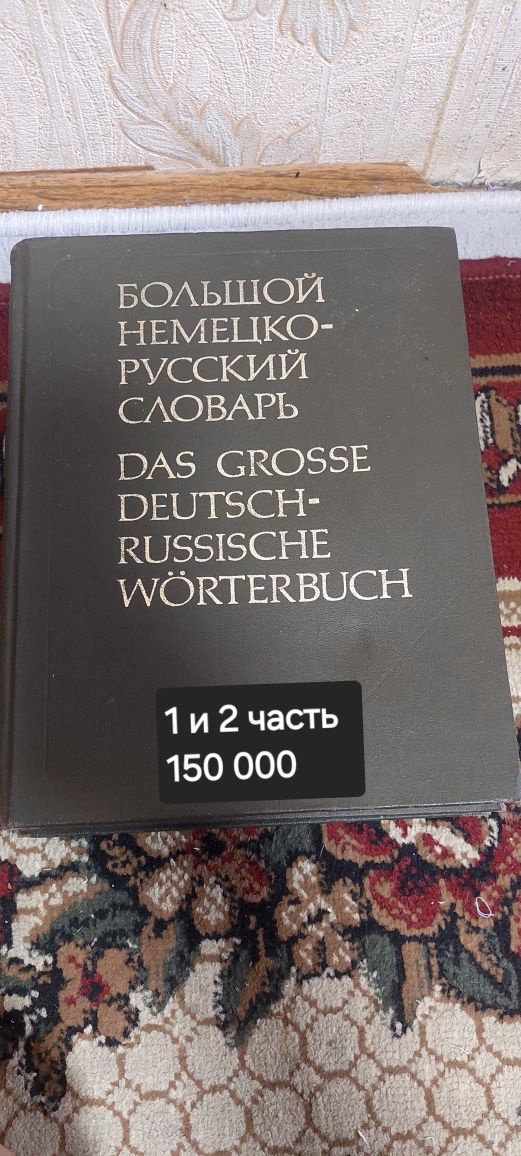 БОЛЬШОЙ
НЕМЕЦКО-
РУССКИЙ
СЛОВАРЬ
DAS GROSSE
DEUTSCH-
RUSSISCHE
WÖRTERBUCH
1 и 2 часть
150 000